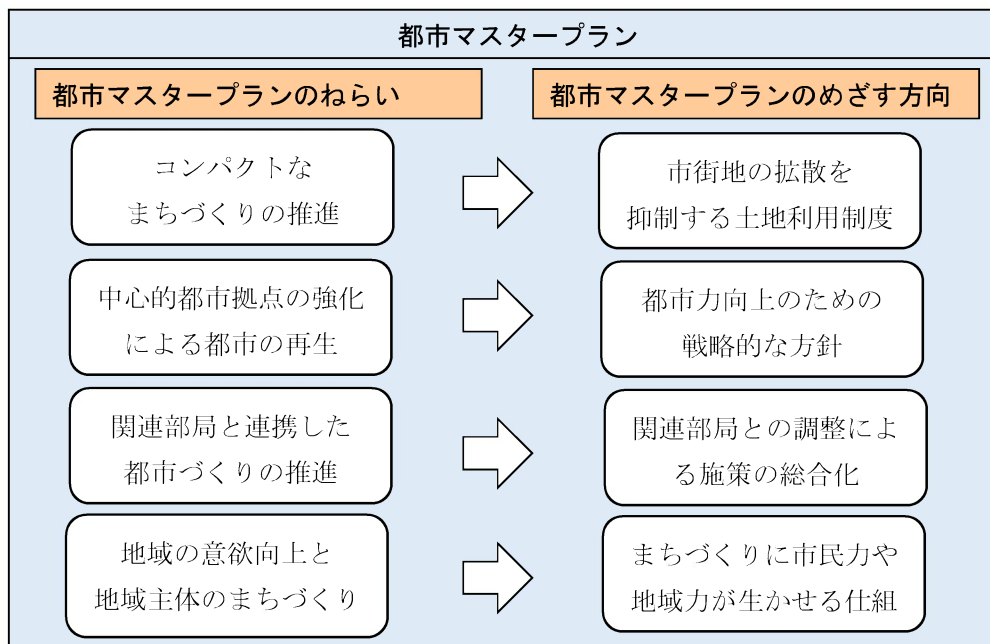 都市マスタープラン
都市マスタープランのねらい
都市マスタープランのめざす方向
コンパクトな
まちづくりの推進
市街地の拡散を
抑制する土地利用制度
中心的都市拠点の強化
による都市の再生
都市力向上のための
戦略的な方針
関連部局と連携した
都市づくりの推進
関連部局との調整によ
る施策の総合化
地域の意欲向上と
地域主体のまちづくり
まちづくりに市民力や
地域力が生かせる仕組